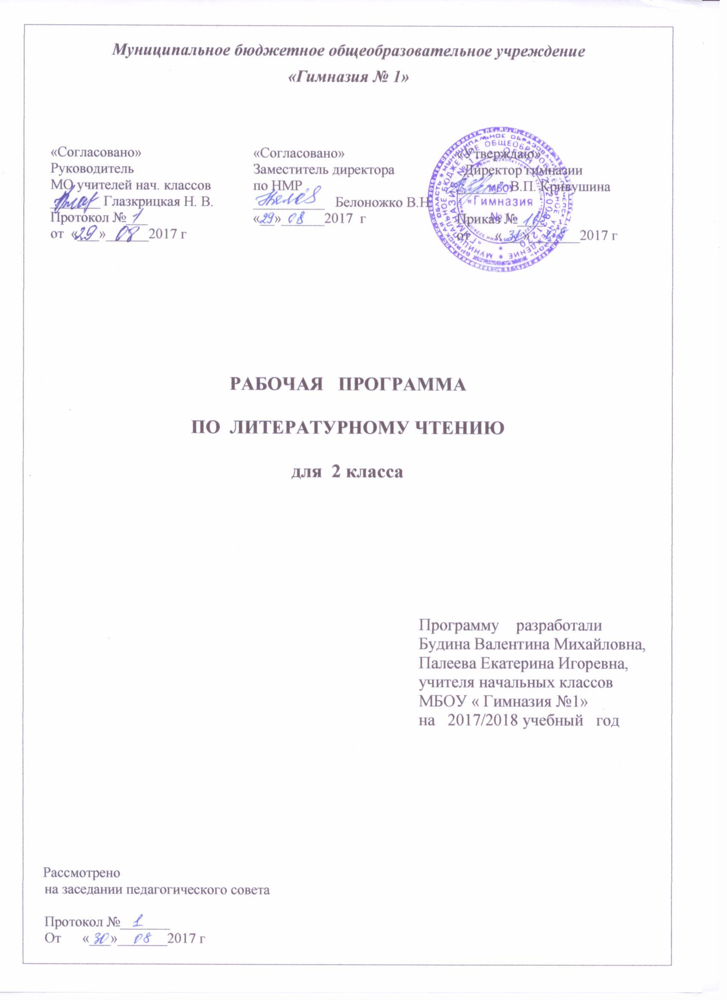 Муниципальное бюджетное общеобразовательное учреждение
«Гимназия № 1»
«Согласовано»
Руководитель
МО учителей нач. классов
________ Глазкрицкая Н. В.
Протокол № 1
от «29» 08 2017 г
«Согласовано»
Заместитель директора
по НМР
__________ Белоножко В.Н
«29» 08 2017 г
«Утверждаю»
Директор гимназии
В.П. Кривушина
Приказ №
от «31» 2017 г
МБОУ
«Гимназия
№ 1»
РАБОЧАЯ ПРОГРАММА
ПО ЛИТЕРАТУРНОМУ ЧТЕНИЮ
для 2 класса
Программу разработали
Будина Валентина Михайловна,
Палеева Екатерина Игоревна,
учителя начальных классов
МБОУ « Гимназия №1»
на 2017/2018 учебный год
Рассмотрено
на заседании педагогического совета
Протокол № 1
От «30» 08 2017 г